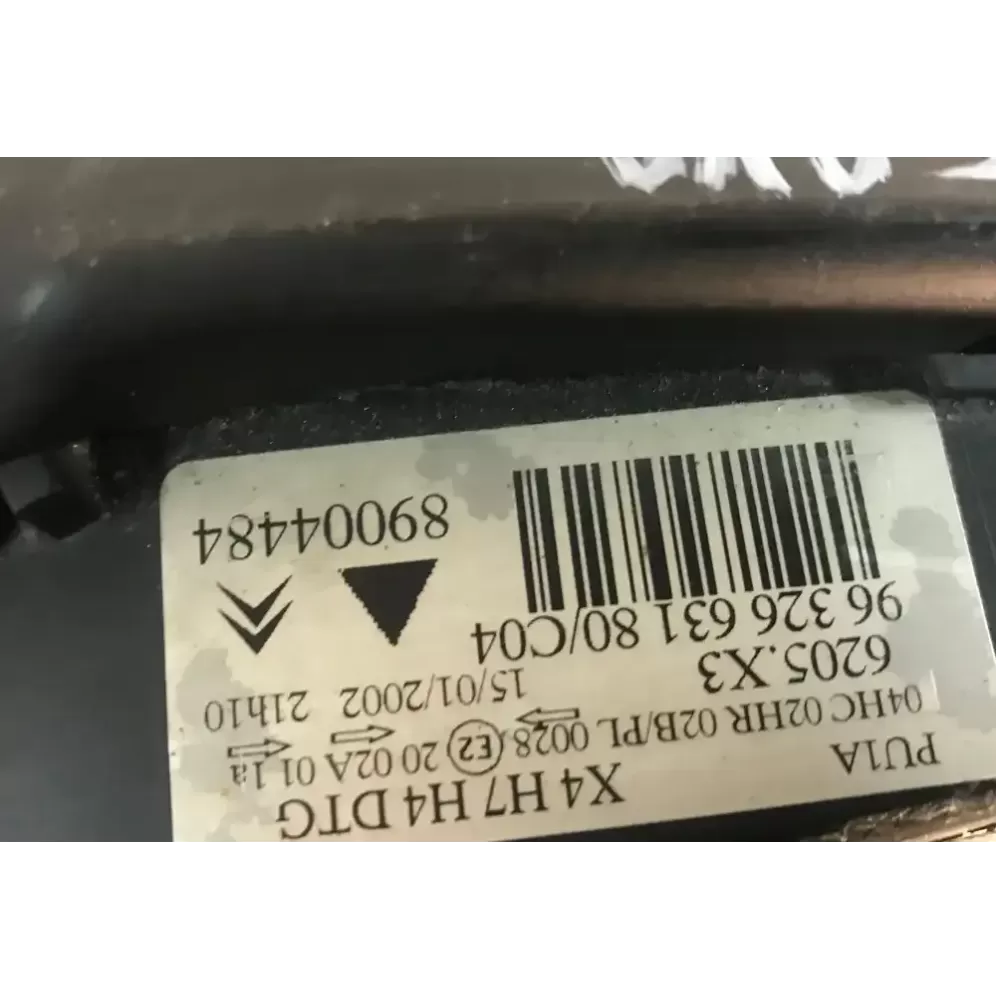 PU1A X4 H7 H4 DTG
04HC 02HR 02B/PL 0028 E2 20 02A 01 1a
6205.X3 15/01/2002 21h10
96 326 631 80/C04
89004484